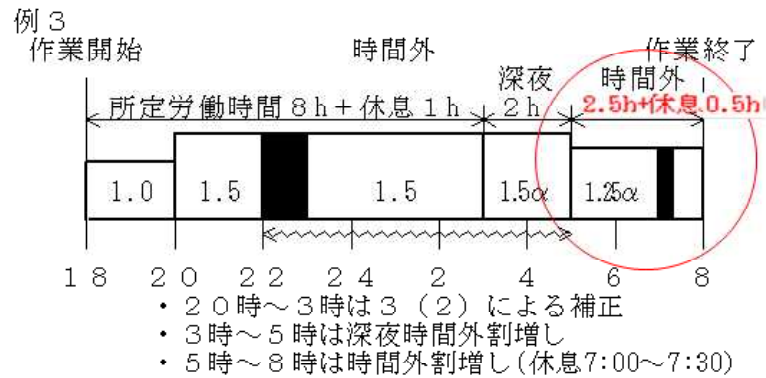 例３
作業開始　時間外　作業終了
深夜　時間外
所定労働時間８ｈ＋休息１ｈ　２ｈ　2.5h+休息0.5h
1.0　1.5　1.5　1.5α　1.25α
１８　２０　２２　２４　２　４　６　８
・２０時～３時は３（２）による補正
・３時～５時は深夜時間外割増し
・５時～８時は時間外割増し(休息7:00～7:30)